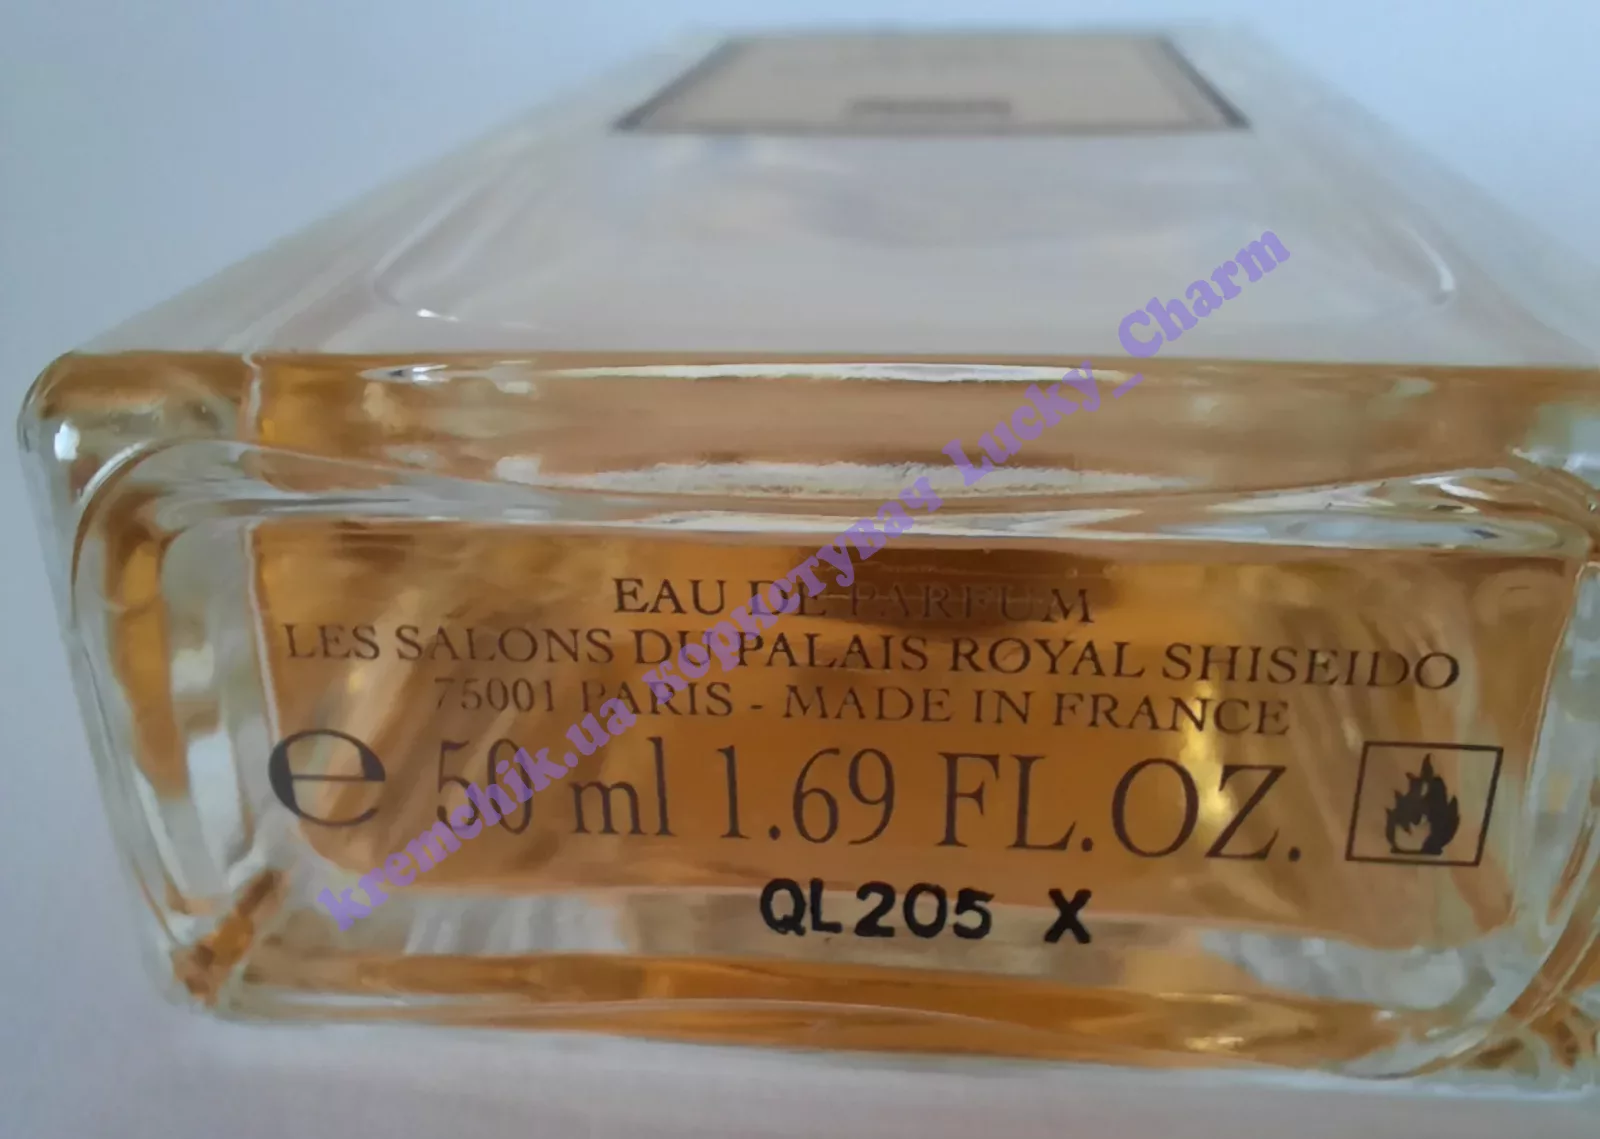 EAU DE PARFUM
LES SALONS DU PALAIS ROYAL SHISEIDO
75001 PARIS - MADE IN FRANCE
℮ 50 ml 1.69 FL.OZ.
QL205 X
kremchik.ua користувач Lucky_Charm